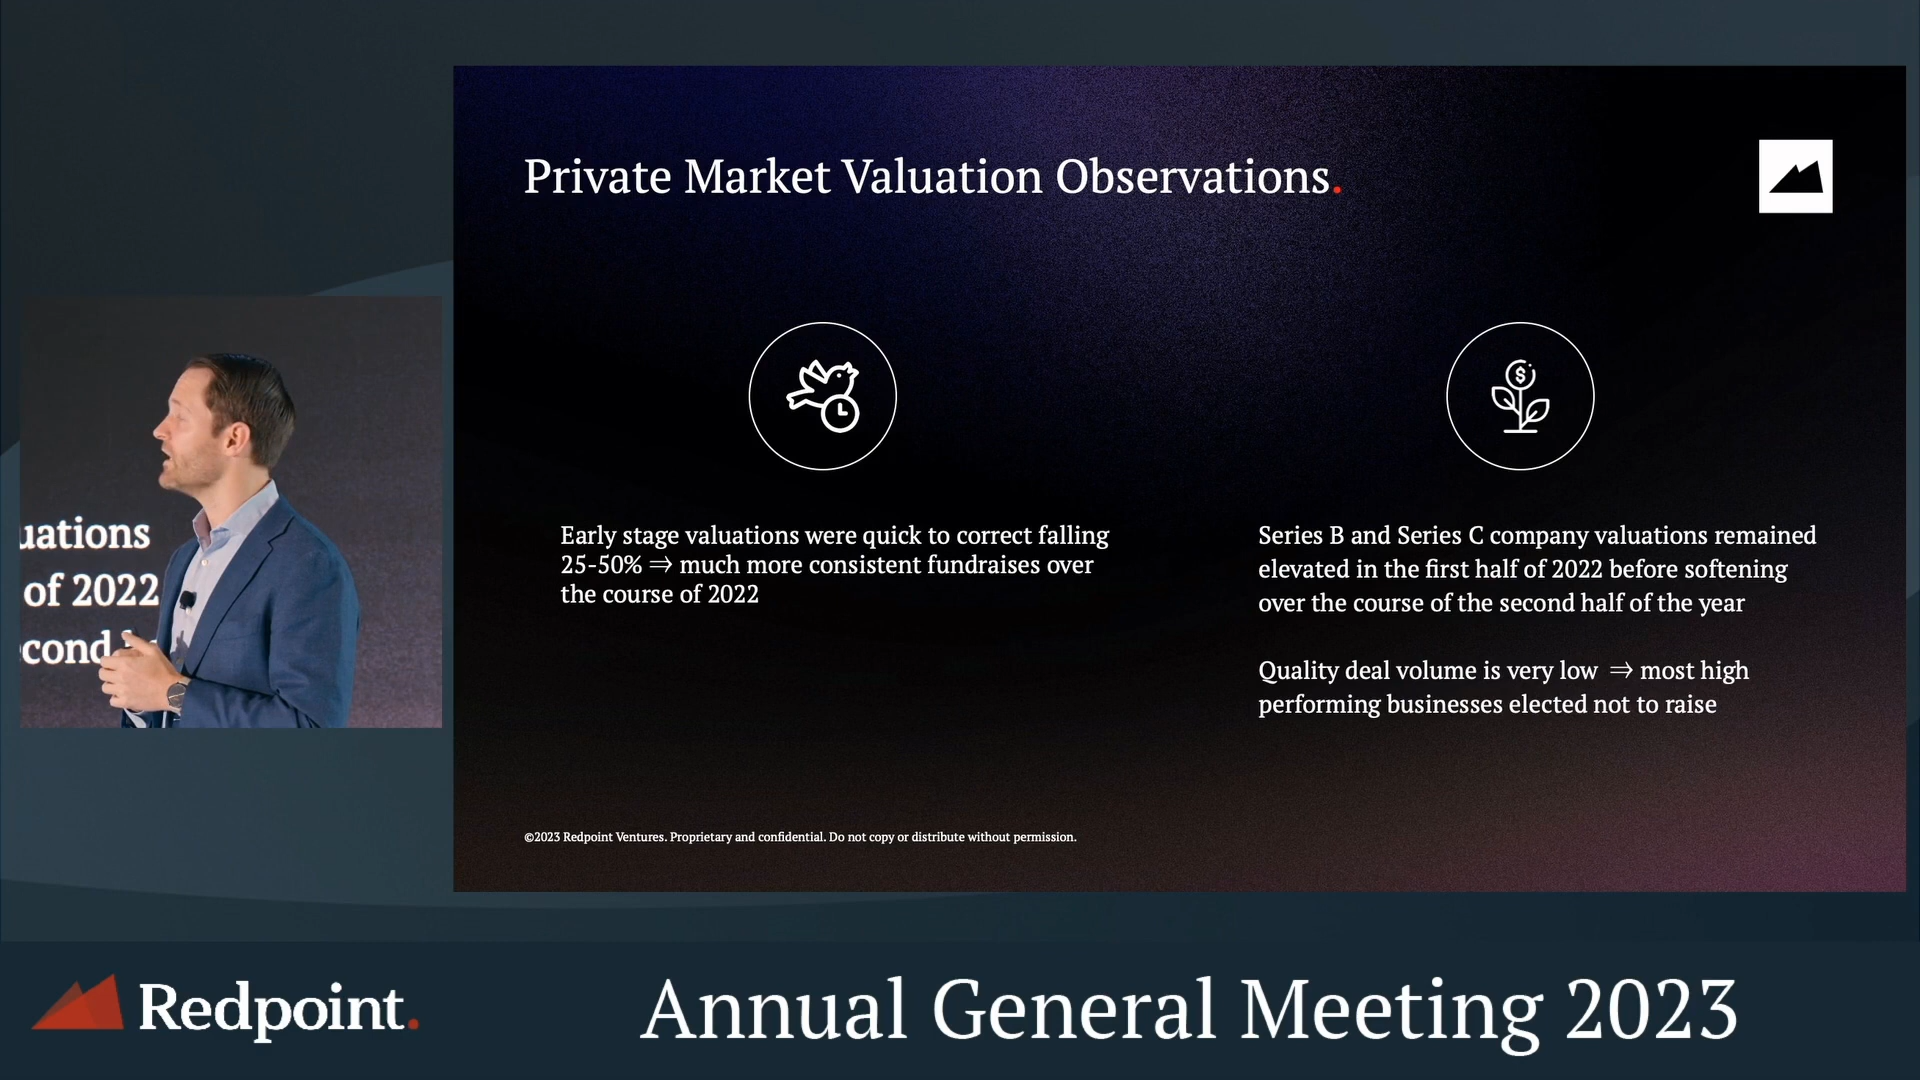 Private Market Valuation Observations.
Early stage valuations were quick to correct falling
25-50% ⇒ much more consistent fundraises over
the course of 2022
Series B and Series C company valuations remained
elevated in the first half of 2022 before softening
over the course of the second half of the year
Quality deal volume is very low ⇒ most high
performing businesses elected not to raise
©2023 Redpoint Ventures. Proprietary and confidential. Do not copy or distribute without permission.
uations
of 2022
cond
Redpoint.
Annual General Meeting 2023